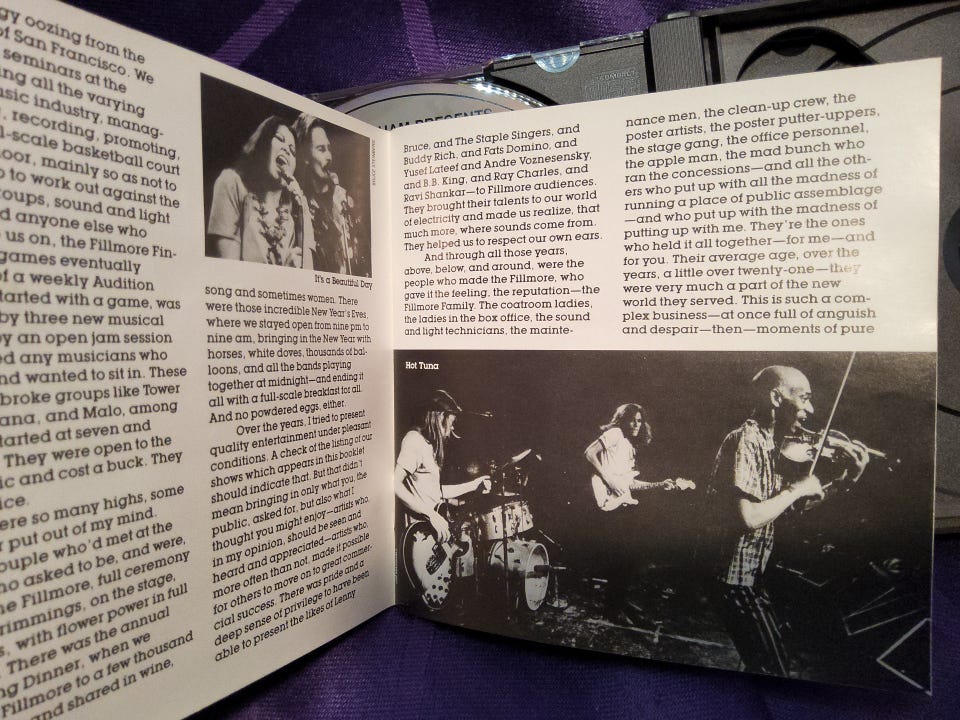 gy oozing from the
of San Francisco. We
seminars at the
ing all the varying
usic industry, manag-
, recording, promoting,
l-scale basketball court
oor, mainly so as not to
o to work out against the
roups, sound and light
d anyone else who
us on, the Fillmore Fin-
games eventually
of a weekly Audition
tarted with a game, was
by three new musical
y an open jam session
ed any musicians who
nd wanted to sit in. These
broke groups like Tower
ana, and Malo, among
tarted at seven and
They were open to the
ic and cost a buck. They
ice.
ere so many highs, some
r put out of my mind.
ouple who'd met at the
ho asked to be, and were,
he Fillmore, full ceremony
rimmings, on the stage,
s, with flower power in full
. There was the annual
ng Dinner, when we
Fillmore to a few thousand
and shared in wine,
It's a Beautiful Day
song and sometimes women. There
were those incredible New Year's Eves,
where we stayed open from nine pm to
nine am, bringing in the New Year with
horses, white doves, thousands of bal-
loons, and all the bands playing
together at midnight—and ending it
all with a full-scale breakfast for all.
And no powdered eggs, either.
Over the years, I tried to present
quality entertainment under pleasant
conditions. A check of the listing of our
shows which appears in this booklet
should indicate that. But that didn't
mean bringing in only what you, the
public, asked for, but also what I
thought you might enjoy—artists who,
in my opinion, should be seen and
heard and appreciated—artists who,
more often than not, made it possible
for others to move on to great commer-
cial success. There was pride and a
deep sense of privilege to have been
able to present the likes of Lenny
HAM PRESENTS
COMPACT
Bruce, and The Staple Singers, and
Buddy Rich, and Fats Domino, and
Yusef Lateef and Andre Voznesensky,
and B.B. King, and Ray Charles, and
Ravi Shankar—to Fillmore audiences.
They brought their talents to our world
of electricity and made us realize, that
much more, where sounds come from.
They helped us to respect our own ears.
And through all those years,
above, below, and around, were the
people who made the Fillmore, who
gave it the feeling, the reputation—the
Fillmore Family. The coatroom ladies,
the ladies in the box office, the sound
and light technicians, the mainte-
nance men, the clean-up crew, the
poster artists, the poster putter-uppers,
the stage gang, the office personnel,
the apple man, the mad bunch who
ran the concessions—and all the oth-
ers who put up with all the madness of
running a place of public assemblage
—and who put up with the madness of
putting up with me. They're the ones
who held it all together—for me—and
for you. Their average age, over the
years, a little over twenty-one—they
were very much a part of the new
world they served. This is such a com-
plex business—at once full of anguish
and despair—then—moments of pure
Hot Tuna